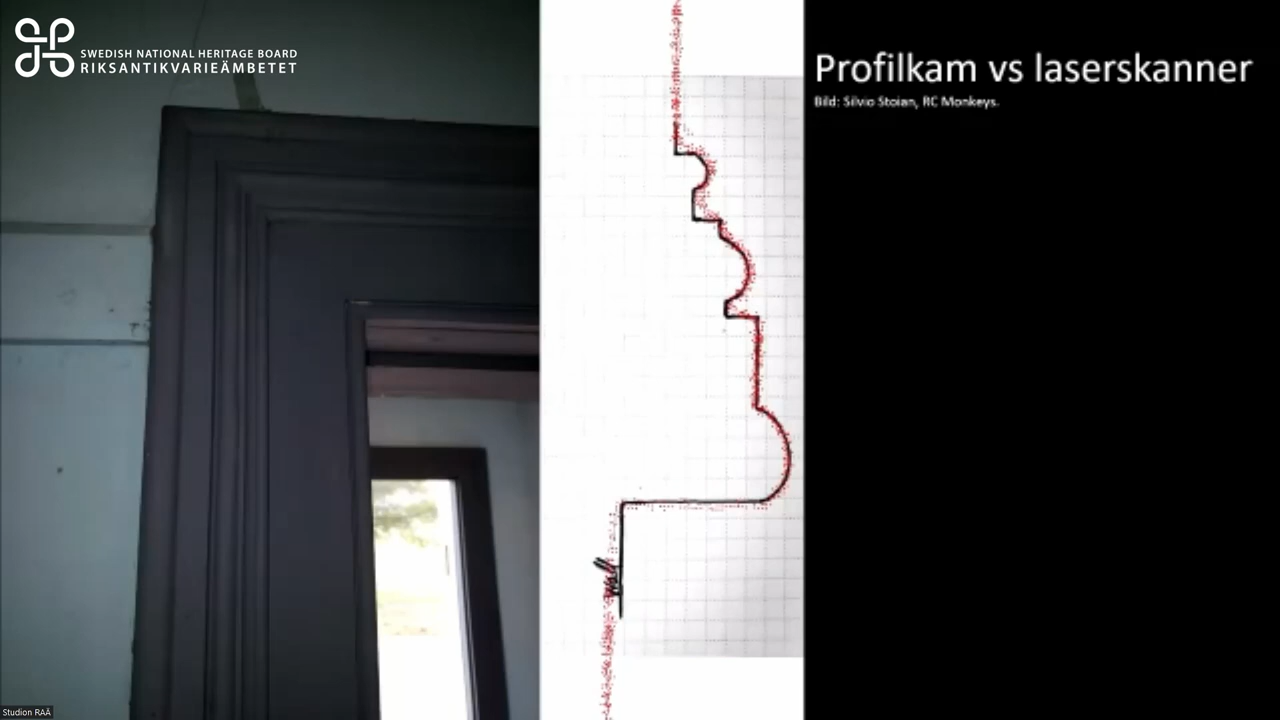 SWEDISH NATIONAL HERITAGE BOARD
RIKSANTIKVARIEÄMBETET
Profilkam vs laserskanner
Bild: Silvio Stoian, RC Monkeys.
Studion RAÄ